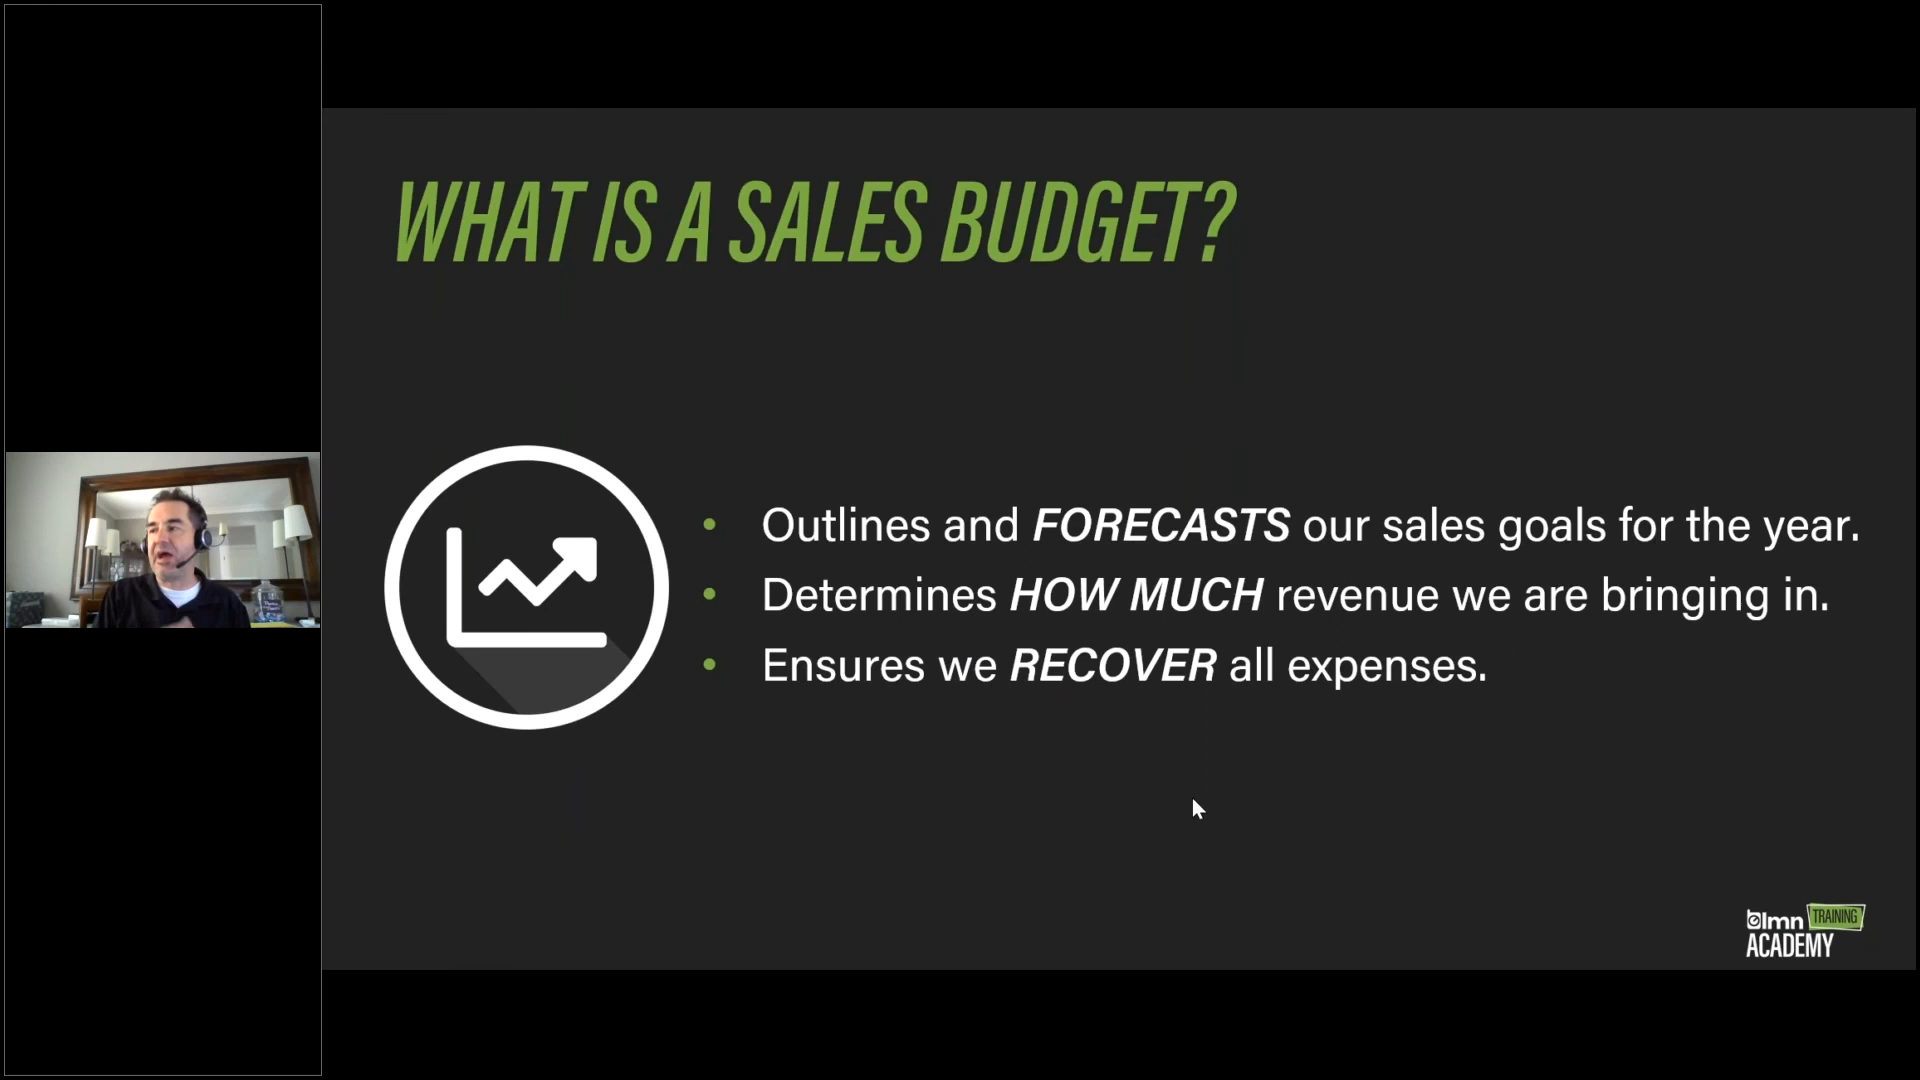 WHAT IS A SALES BUDGET?
• Outlines and FORECASTS our sales goals for the year.
• Determines HOW MUCH revenue we are bringing in.
• Ensures we RECOVER all expenses.
lmn TRAINING
ACADEMY